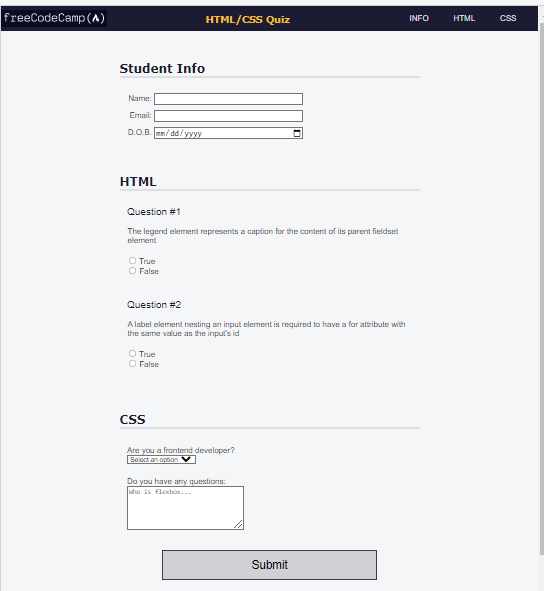 freeCodeCamp(🔥)
HTML/CSS Quiz
INFO
HTML
CSS
Student Info
Name:
Email:
D.O.B.
mm/dd/yyyy
HTML
Question #1
The legend element represents a caption for the content of its parent fieldset
element
True
False
Question #2
A label element nesting an input element is required to have a for attribute with
the same value as the input's id
True
False
CSS
Are you a frontend developer?
Select an option
Do you have any questions:
Who is flexbox...
Submit